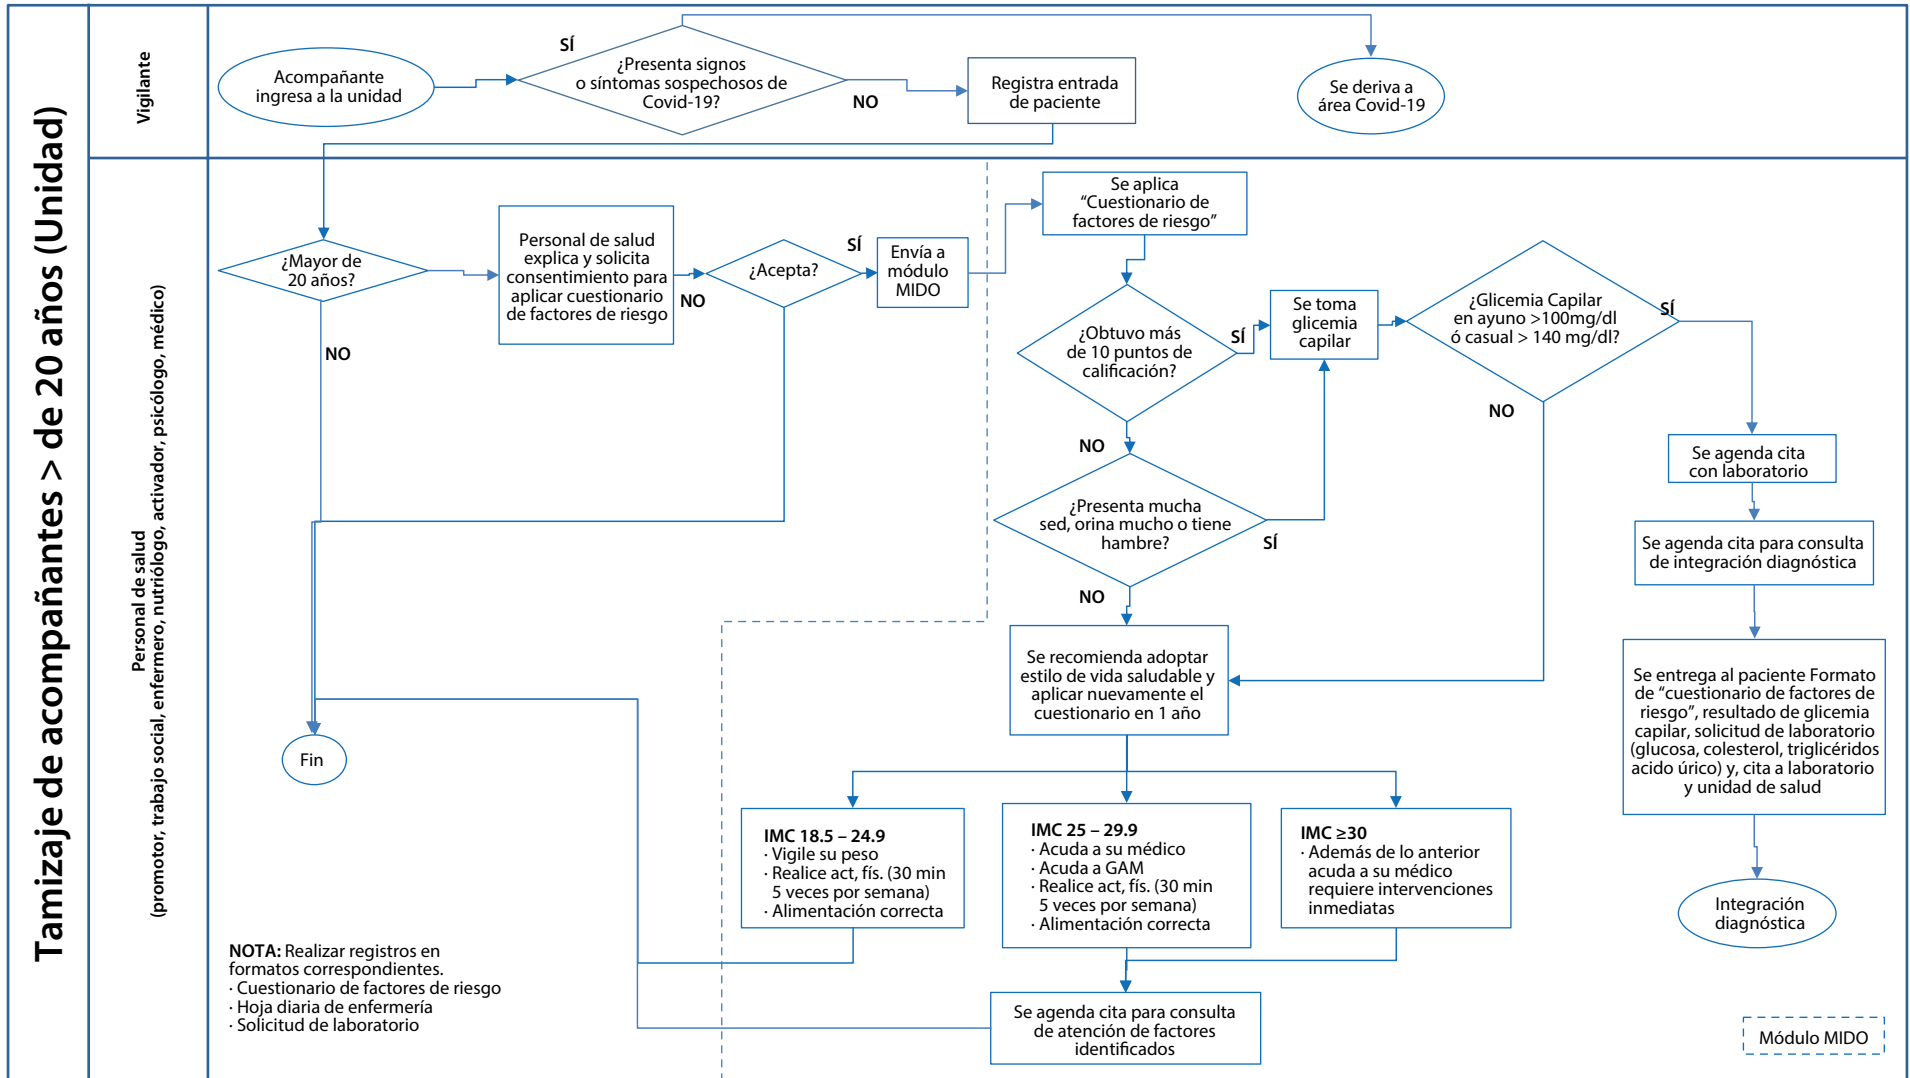 Tamizaje de acompañantes > de 20 años (Unidad)
Vigilante
Acompañante
ingresa a la unidad
SÍ
¿Presenta signos
o síntomas sospechosos de
Covid-19?
NO
Registra entrada
de paciente
Se deriva a
área Covid-19
Personal de salud
(promotor, trabajo social, enfermero, nutriólogo, activador, psicólogo, médico)
¿Mayor de
20 años?
NO
Personal de salud
explica y solicita
consentimiento para
aplicar cuestionario
de factores de riesgo
NO
¿Acepta?
SÍ
Envía a
módulo
MIDO
Se aplica
“Cuestionario de
factores de riesgo”
¿Obtuvo más
de 10 puntos de
calificación?
SÍ
NO
Se toma
glicemia
capilar
¿Glicemia Capilar
en ayuno >100mg/dl
ó casual > 140 mg/dl?
SÍ
NO
¿Presenta mucha
sed, orina mucho o tiene
hambre?
SÍ
NO
Se agenda cita
con laboratorio
Se agenda cita para consulta
de integración diagnóstica
Se recomienda adoptar
estilo de vida saludable y
aplicar nuevamente el
cuestionario en 1 año
Se entrega al paciente Formato
de “cuestionario de factores de
riesgo”, resultado de glicemia
capilar, solicitud de laboratorio
(glucosa, colesterol, triglicéridos
acido úrico) y, cita a laboratorio
y unidad de salud
Fin
IMC 18.5 – 24.9
· Vigile su peso
· Realice act, fís. (30 min
5 veces por semana)
· Alimentación correcta
IMC 25 – 29.9
· Acuda a su médico
· Acuda a GAM
· Realice act, fís. (30 min
5 veces por semana)
· Alimentación correcta
IMC ≥30
· Además de lo anterior
acuda a su médico
requiere intervenciones
inmediatas
Integración
diagnóstica
NOTA: Realizar registros en
formatos correspondientes.
· Cuestionario de factores de riesgo
· Hoja diaria de enfermería
· Solicitud de laboratorio
Se agenda cita para consulta
de atención de factores
identificados
Módulo MIDO